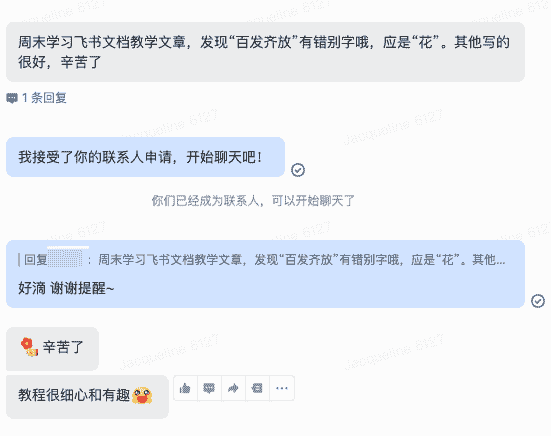 周末学习飞书文档教学文章，发现“百发齐放”有错别字哦，应是“花”。其他写的
很好，辛苦了
1 条回复
我接受了你的联系人申请，开始聊天吧！
你们已经成为联系人，可以开始聊天了
回复 ：周末学习飞书文档教学文章，发现“百发齐放”有错别字哦，应是“花”。其他...
好滴 谢谢提醒~
辛苦了
教程很细心和有趣
Jacqueline 6127